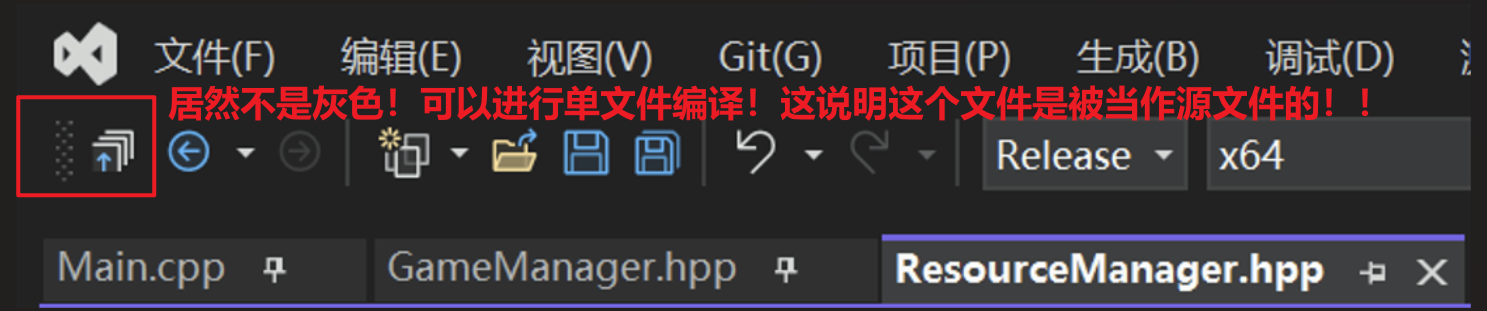 文件(F) 编辑(E) 视图(V) Git(G) 项目(P) 生成(B) 调试(D)
居然不是灰色！可以进行单文件编译！这说明这个文件是被当作源文件的！！
Release x64
Main.cpp GameManager.hpp ResourceManager.hpp